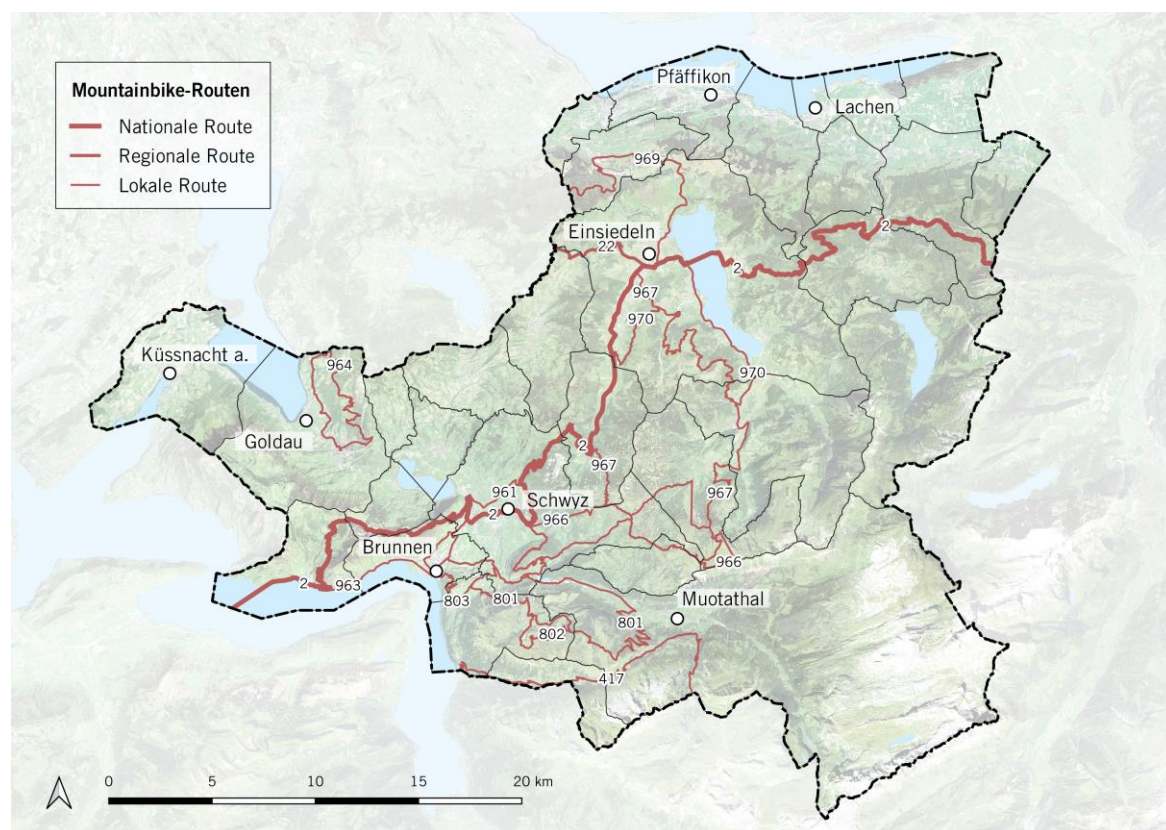 Mountainbike-Routen
Nationale Route
Regionale Route
Lokale Route
Pfäffikon
Lachen
969
2
Einsiedeln
22
2
967
970
Küssnacht a.
964
970
Goldau
2
967
961
Schwyz
967
2
966
Brunnen
966
2
963
803
801
Muotathal
801
802
417
0
5
10
15
20 km